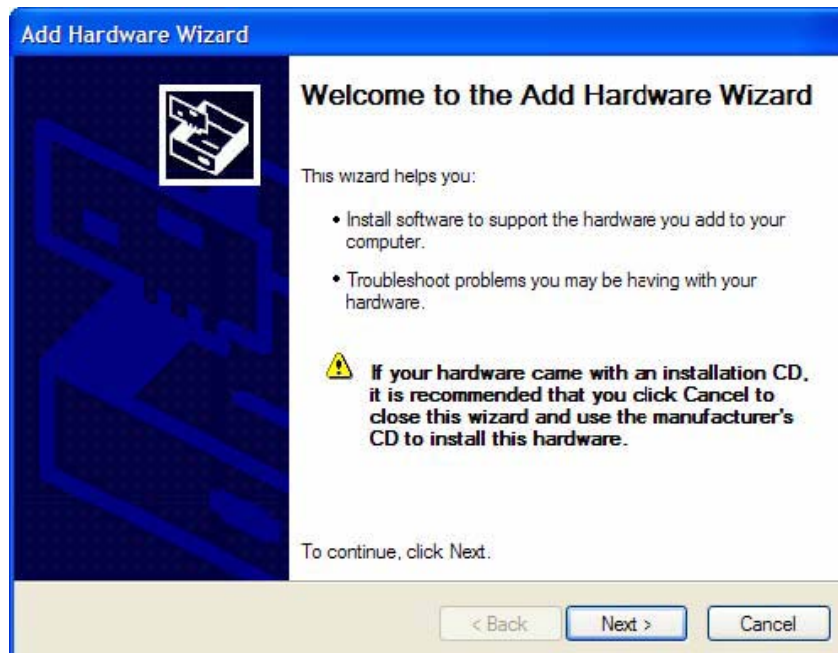 Add Hardware Wizard
Welcome to the Add Hardware Wizard
This wizard helps you:
• Install software to support the hardware you add to your
computer.
• Troubleshoot problems you may be having with your
hardware.
If your hardware came with an installation CD,
it is recommended that you click Cancel to
close this wizard and use the manufacturer's
CD to install this hardware.
To continue, click Next.
< Back Next > Cancel